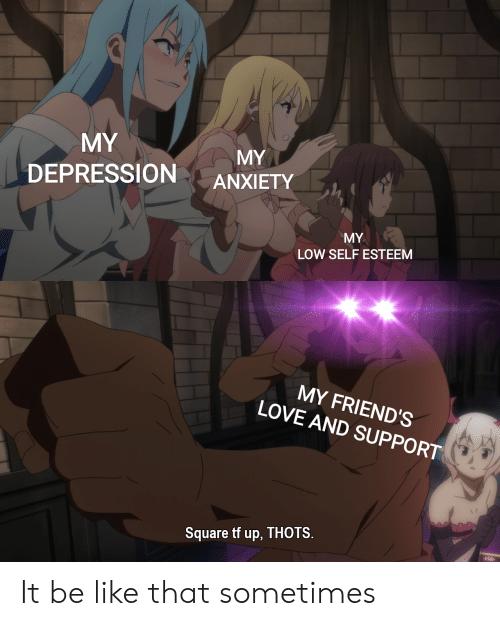 MY
DEPRESSION
MY
ANXIETY
MY
LOW SELF ESTEEM
MY FRIEND'S
LOVE AND SUPPORT
Square tf up, THOTS.
It be like that sometimes